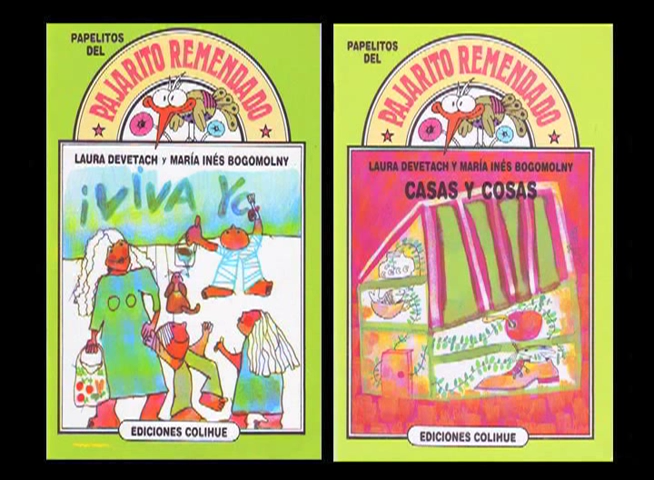 PAPELITOS
DEL
PAJARITO REMENDADO
LAURA DEVETACH Y MARÍA INÉS BOGOMOLNY
¡VIVA YO
EDICIONES COLIHUE
PAPELITOS
DEL
PAJARITO REMENDADO
LAURA DEVETACH Y MARÍA INÉS BOGOMOLNY
CASAS Y COSAS
EDICIONES COLIHUE